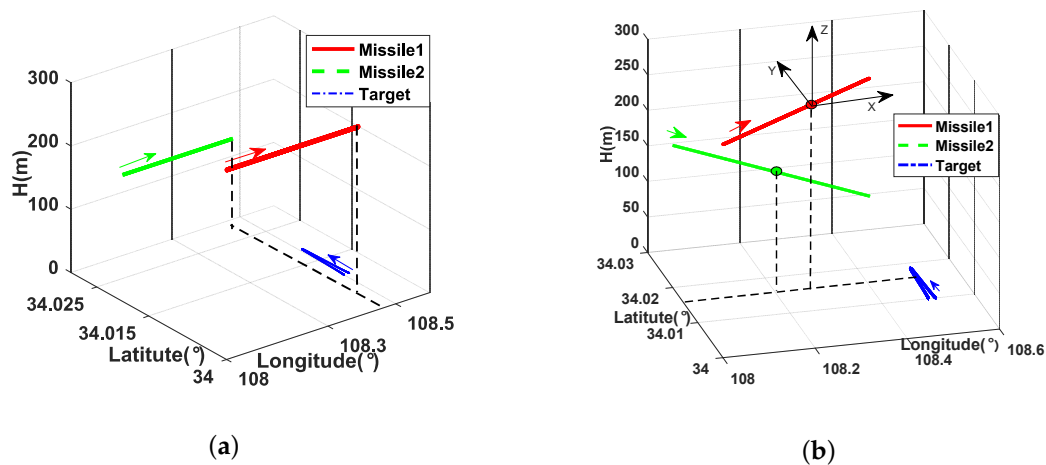 300
200
100
0
H(m)
34.025
34.015
34
Latitute(°)
108
108.3
108.5
Longitude(°)
Missile1
Missile2
Target
(a)
300
250
200
150
100
50
0
H(m)
34.03
34.02
34.01
34
Latitute(°)
108
108.2
108.4
108.6
Longitude(°)
Z
Y
X
Missile1
Missile2
Target
(b)